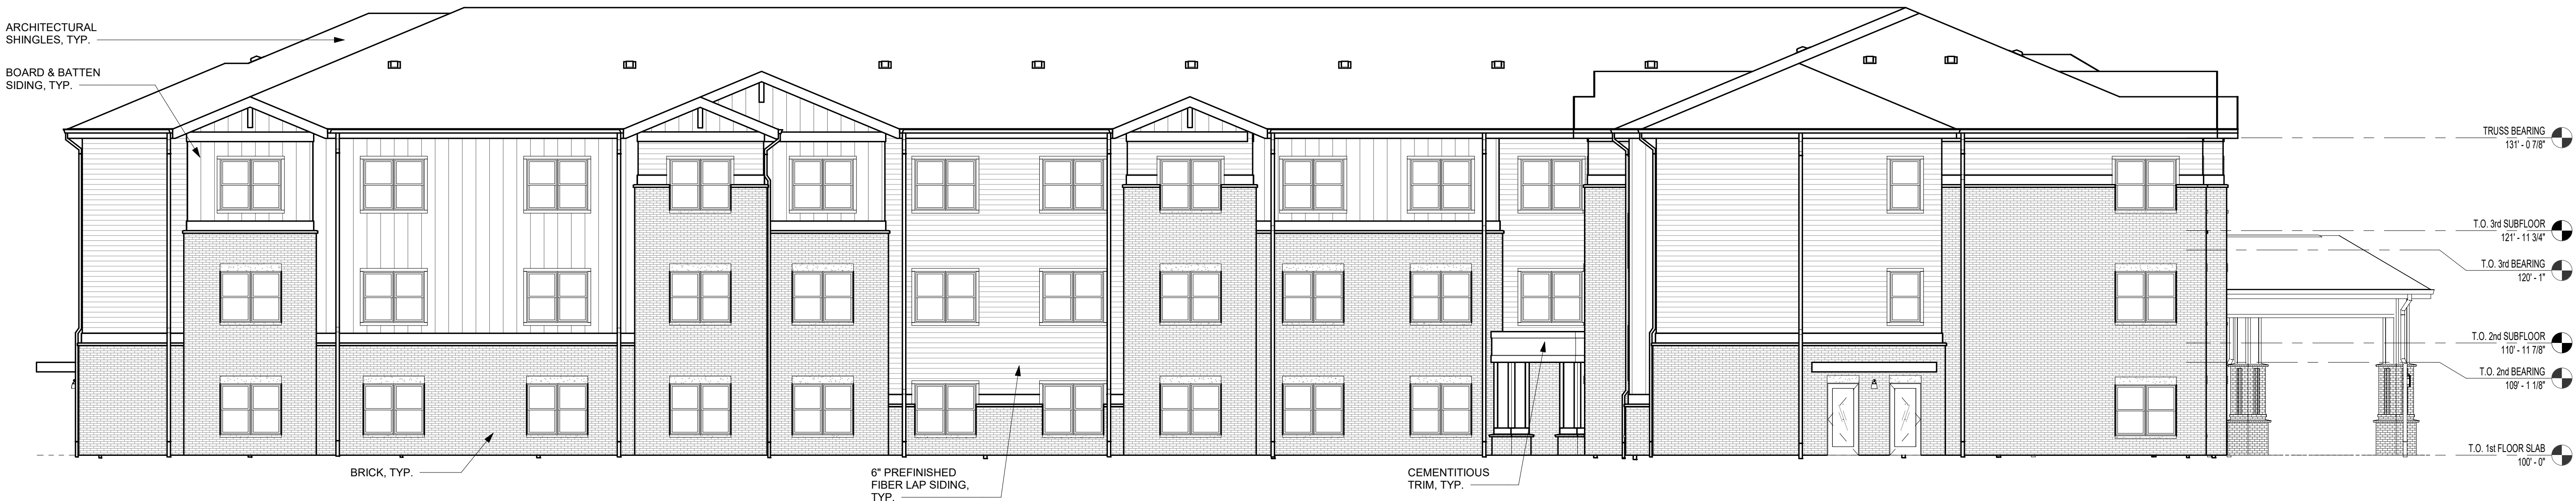 ARCHITECTURAL
SHINGLES, TYP.
BOARD & BATTEN
SIDING, TYP.
BRICK, TYP.
6" PREFINISHED
FIBER LAP SIDING,
TYP.
CEMENTITIOUS
TRIM, TYP.
TRUSS BEARING
131' - 0 7/8"
T.O. 3rd SUBFLOOR
121' - 11 3/4"
T.O. 3rd BEARING
120' - 1"
T.O. 2nd SUBFLOOR
110' - 11 7/8"
T.O. 2nd BEARING
109' - 1 1/8"
T.O. 1st FLOOR SLAB
100' - 0"